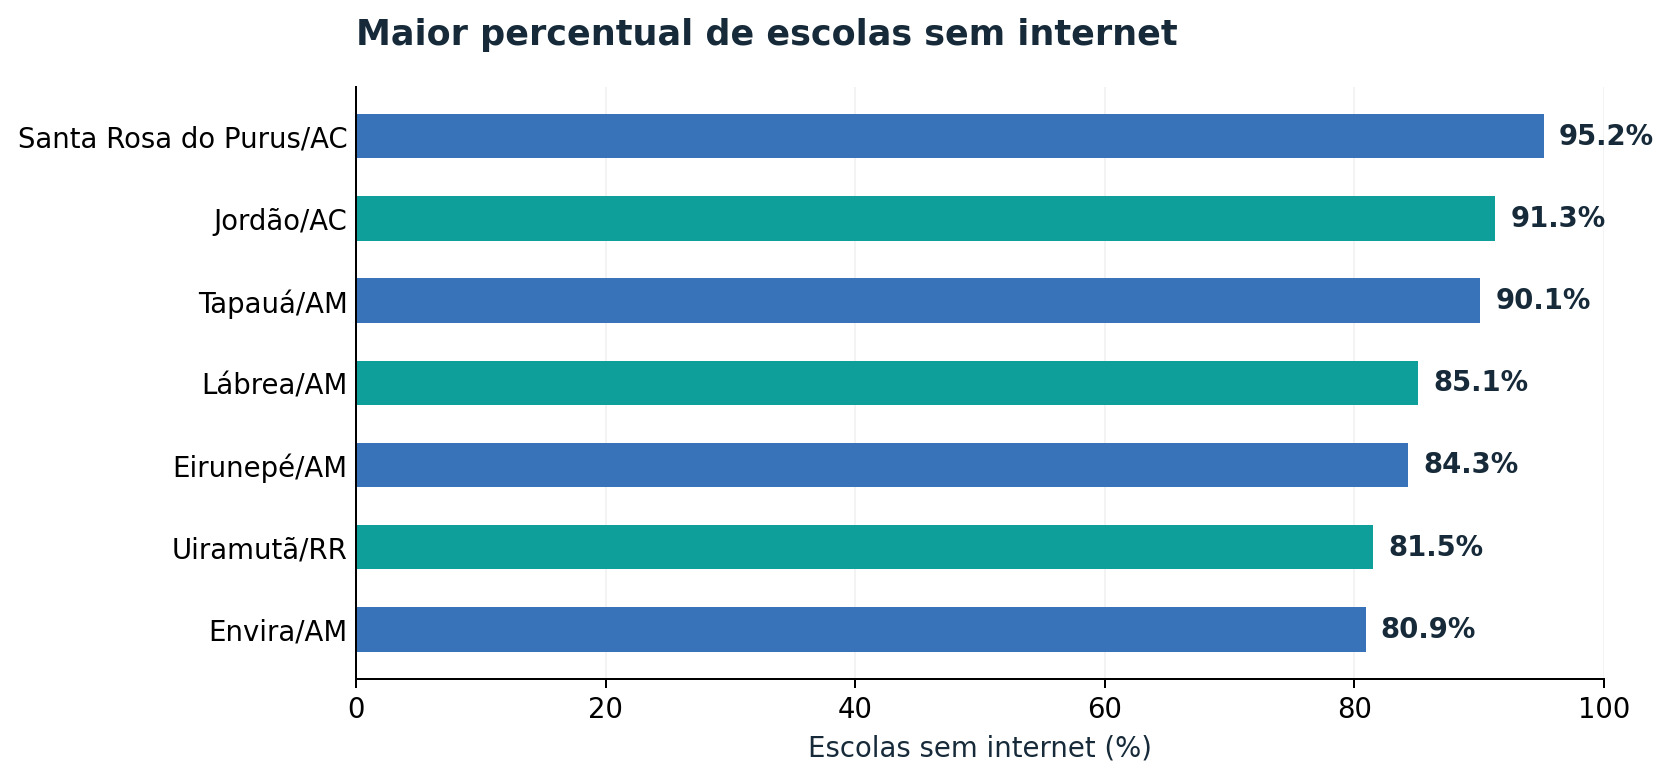 Maior percentual de escolas sem internet
Santa Rosa do Purus/AC 95.2%
Jordão/AC 91.3%
Tapauá/AM 90.1%
Lábrea/AM 85.1%
Eirunepé/AM 84.3%
Uiramutã/RR 81.5%
Envira/AM 80.9%
0 20 40 60 80 100
Escolas sem internet (%)